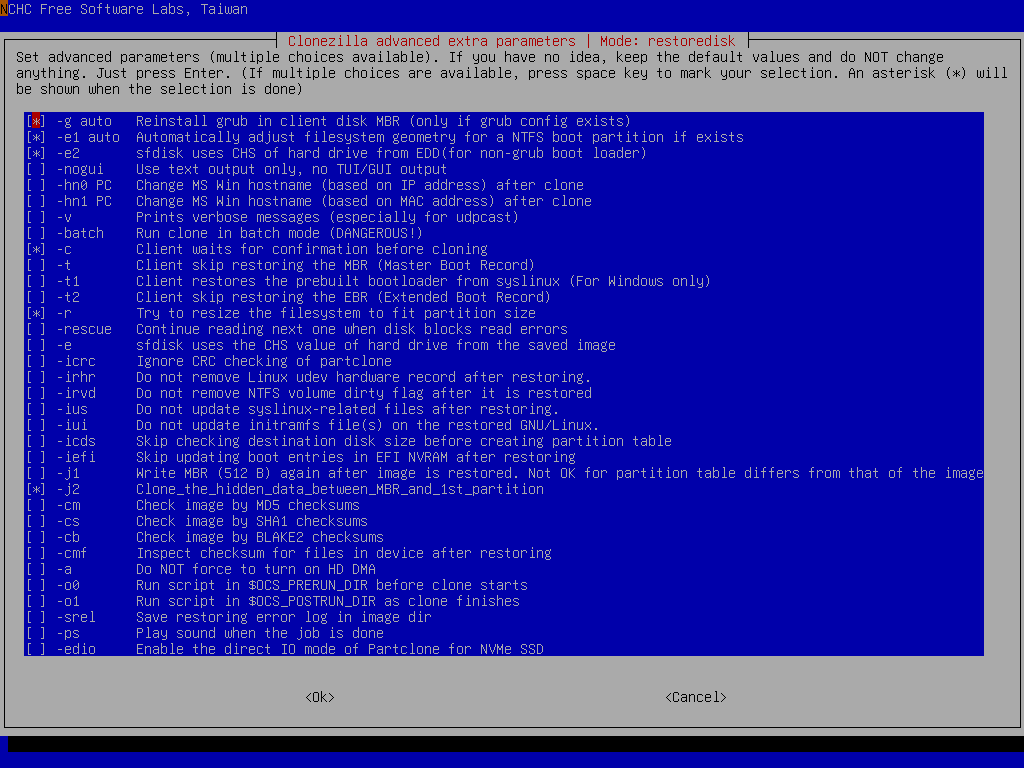 NCHC Free Software Labs, Taiwan
Clonezilla advanced extra parameters | Mode: restoredisk
Set advanced parameters (multiple choices available). If you have no idea, keep the default values and do NOT change
anything. Just press Enter. (If multiple choices are available, press space key to mark your selection. An asterisk (*) will
be shown when the selection is done)
[*] -g auto Reinstall grub in client disk MBR (only if grub config exists)
[*] -e1 auto Automatically adjust filesystem geometry for a NTFS boot partition if exists
[*] -e2 sfdisk uses CHS of hard drive from EDD(for non-grub boot loader)
[ ] -nogui Use text output only, no TUI/GUI output
[ ] -hn0 PC Change MS Win hostname (based on IP address) after clone
[ ] -hn1 PC Change MS Win hostname (based on MAC address) after clone
[ ] -v Prints verbose messages (especially for udpcast)
[ ] -batch Run clone in batch mode (DANGEROUS!)
[*] -c Client waits for confirmation before cloning
[ ] -t Client skip restoring the MBR (Master Boot Record)
[ ] -t1 Client restores the prebuilt bootloader from syslinux (For Windows only)
[ ] -t2 Client skip restoring the EBR (Extended Boot Record)
[*] -r Try to resize the filesystem to fit partition size
[ ] -rescue Continue reading next one when disk blocks read errors
[ ] -e sfdisk uses the CHS value of hard drive from the saved image
[ ] -icrc Ignore CRC checking of partclone
[ ] -irhr Do not remove Linux udev hardware record after restoring.
[ ] -irvd Do not remove NTFS volume dirty flag after it is restored
[ ] -ius Do not update syslinux-related files after restoring.
[ ] -iui Do not update initramfs file(s) on the restored GNU/Linux.
[ ] -icds Skip checking destination disk size before creating partition table
[ ] -iefi Skip updating boot entries in EFI NVRAM after restoring
[ ] -j1 Write MBR (512 B) again after image is restored. Not OK for partition table differs from that of the image
[*] -j2 Clone_the_hidden_data_between_MBR_and_1st_partition
[ ] -cm Check image by MD5 checksums
[ ] -cs Check image by SHA1 checksums
[ ] -cb Check image by BLAKE2 checksums
[ ] -cmf Inspect checksum for files in device after restoring
[ ] -a Do NOT force to turn on HD DMA
[ ] -o0 Run script in $OCS_PRERUN_DIR before clone starts
[ ] -o1 Run script in $OCS_POSTRUN_DIR as clone finishes
[ ] -srel Save restoring error log in image dir
[ ] -ps Play sound when the job is done
[ ] -edio Enable the direct IO mode of Partclone for NVMe SSD
<Ok> <Cancel>